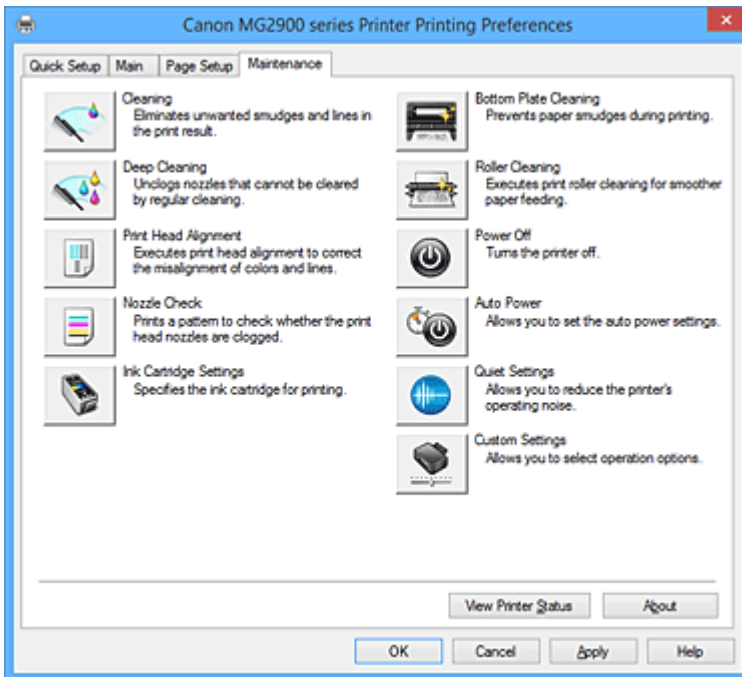 Canon MG2900 series Printer Printing Preferences
Quick Setup Main Page Setup Maintenance
Cleaning
Eliminates unwanted smudges and lines in
the print result.
Deep Cleaning
Unclogs nozzles that cannot be cleared
by regular cleaning.
Print Head Alignment
Executes print head alignment to correct
the misalignment of colors and lines.
Nozzle Check
Prints a pattern to check whether the print
head nozzles are clogged.
Ink Cartridge Settings
Specifies the ink cartridge for printing.
Bottom Plate Cleaning
Prevents paper smudges during printing.
Roller Cleaning
Executes print roller cleaning for smoother
paper feeding.
Power Off
Turns the printer off.
Auto Power
Allows you to set the auto power settings.
Quiet Settings
Allows you to reduce the printer's
operating noise.
Custom Settings
Allows you to select operation options.
View Printer Status About
OK Cancel Apply Help